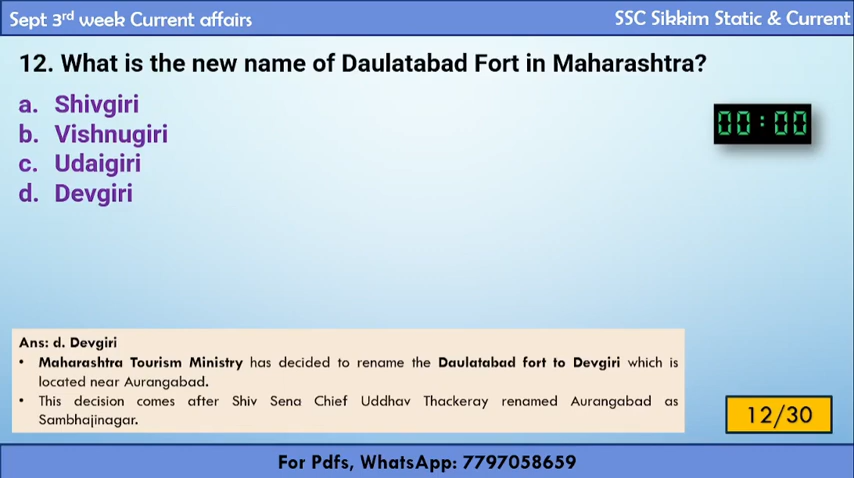 Sept 3rd week Current affairs
SSC Sikkim Static & Current
12. What is the new name of Daulatabad Fort in Maharashtra?
a. Shivgiri
b. Vishnugiri
c. Udaigiri
d. Devgiri
00:00
Ans: d. Devgiri
• Maharashtra Tourism Ministry has decided to rename the Daulatabad fort to Devgiri which is
located near Aurangabad.
• This decision comes after Shiv Sena Chief Uddhav Thackeray renamed Aurangabad as
Sambhajinagar.
12/30
For Pdfs, WhatsApp: 7797058659